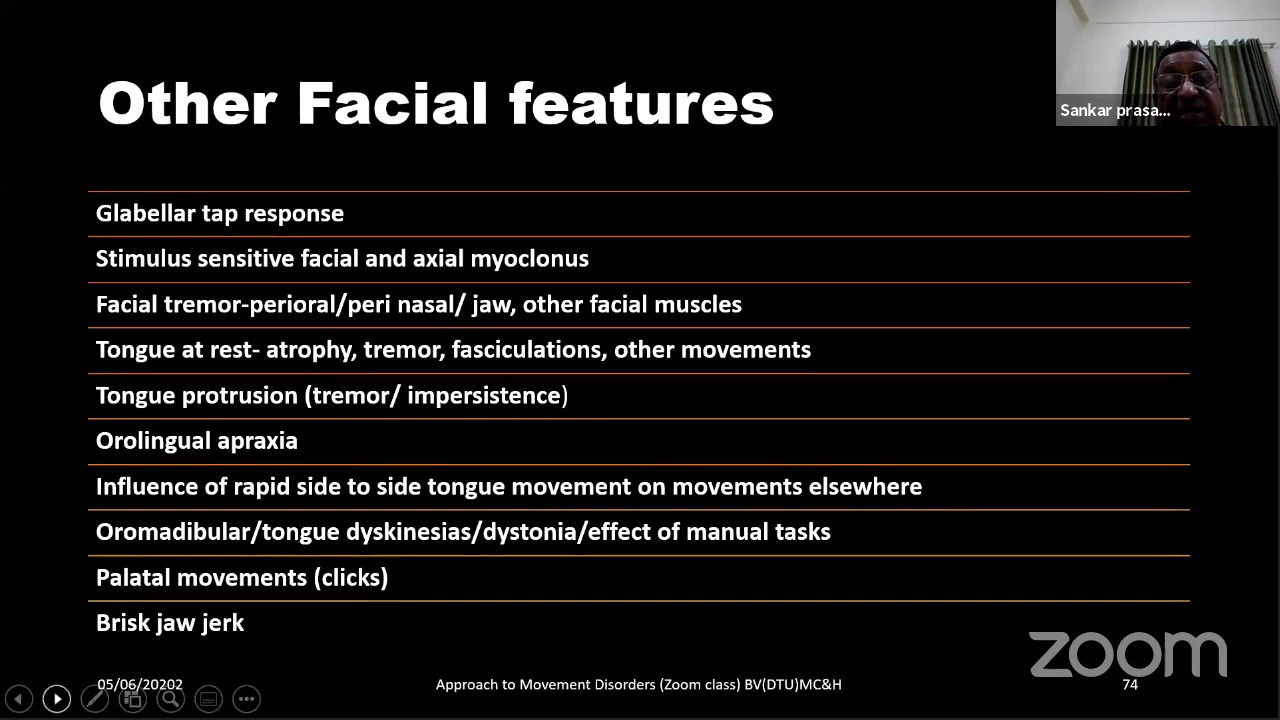 Other Facial features
Sankar prasa...
Glabellar tap response
Stimulus sensitive facial and axial myoclonus
Facial tremor-perioral/peri nasal/ jaw, other facial muscles
Tongue at rest- atrophy, tremor, fasciculations, other movements
Tongue protrusion (tremor/ impersistence)
Orolingual apraxia
Influence of rapid side to side tongue movement on movements elsewhere
Oromadibular/tongue dyskinesias/dystonia/effect of manual tasks
Palatal movements (clicks)
Brisk jaw jerk
zoom
05/06/20202
Approach to Movement Disorders (Zoom class) BV(DTU)MC&H
74